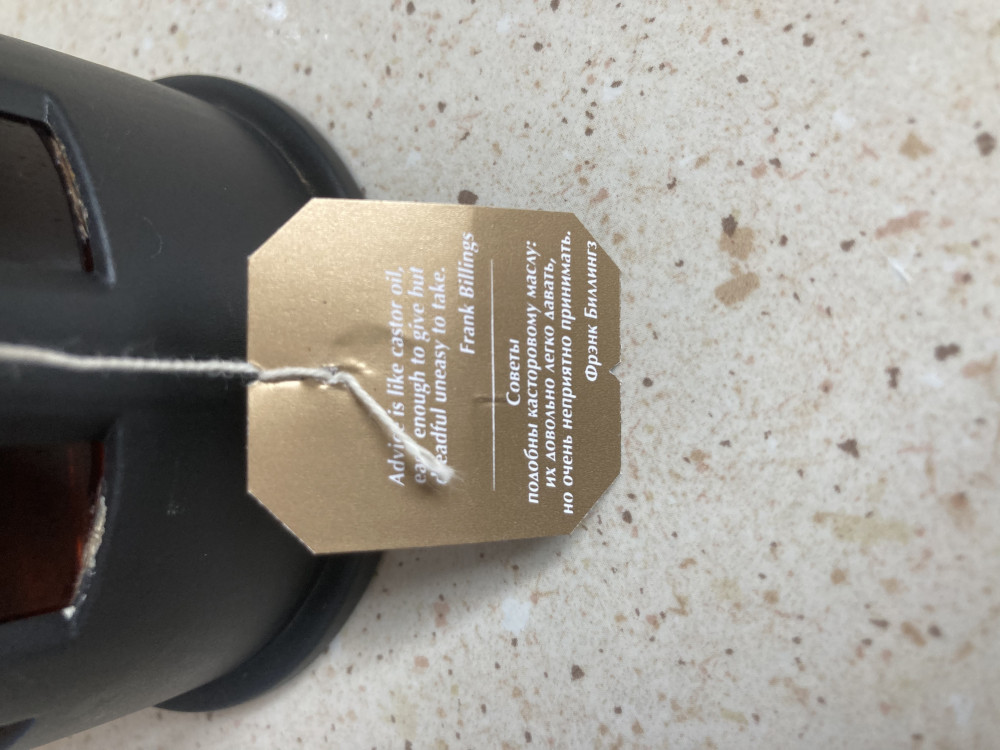 Advice is like castor oil,
easy enough to give but
dreadful uneasy to take.
Frank Billings
Советы
подобны касторовому маслу:
их довольно легко давать,
но очень неприятно принимать.
Фрэнк Биллингз